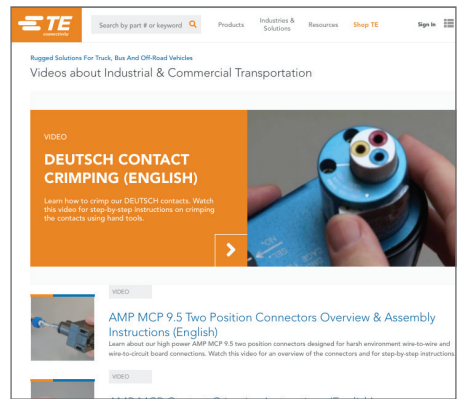 TE
connectivity
Search by part # or keyword
Products
Industries &
Solutions
Resources
Shop TE
Sign In
Rugged Solutions For Truck, Bus And Off-Road Vehicles
Videos about Industrial & Commercial Transportation
VIDEO
DEUTSCH CONTACT
CRIMPING (ENGLISH)
Learn how to crimp our DEUTSCH contacts. Watch
this video for step-by-step instructions on crimping
the contacts using hand tools.
VIDEO
AMP MCP 9.5 Two Position Connectors Overview & Assembly
Instructions (English)
Learn about our high power AMP MCP 9.5 two position connectors designed for harsh environment wire-to-wire and
wire-to-circuit board connections. Watch this video for an overview of the connectors and for step-by-step instructions
VIDEO